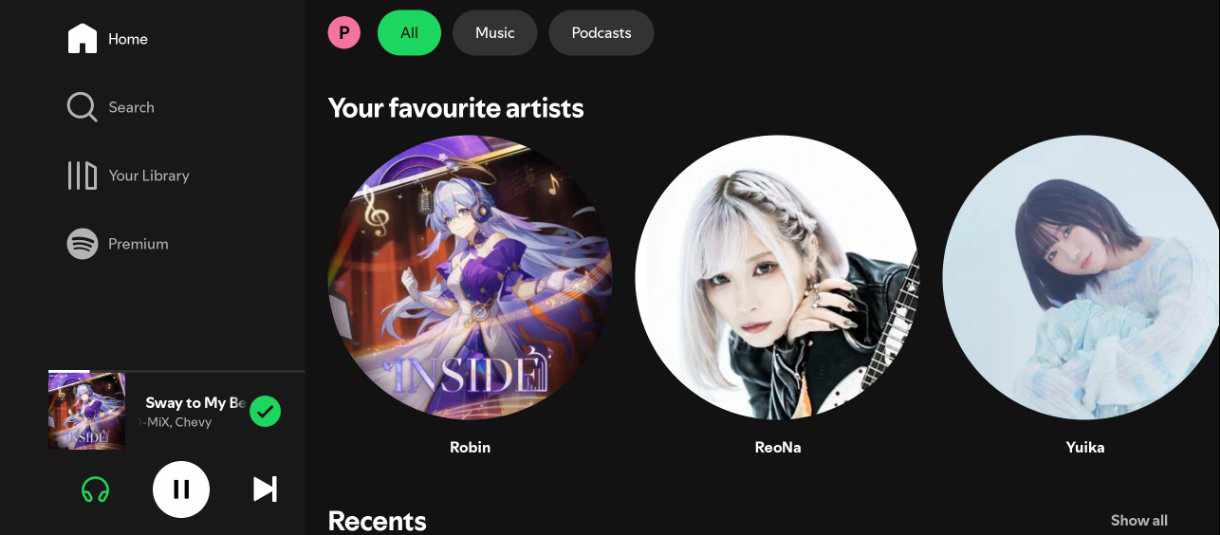 Home
Search
Your Library
Premium
INSIDE
Sway to My Be
-MiX, Chevy
P
All
Music
Podcasts
Your favourite artists
INSIDE
Robin
ReoNa
Yuika
Recents
Show all